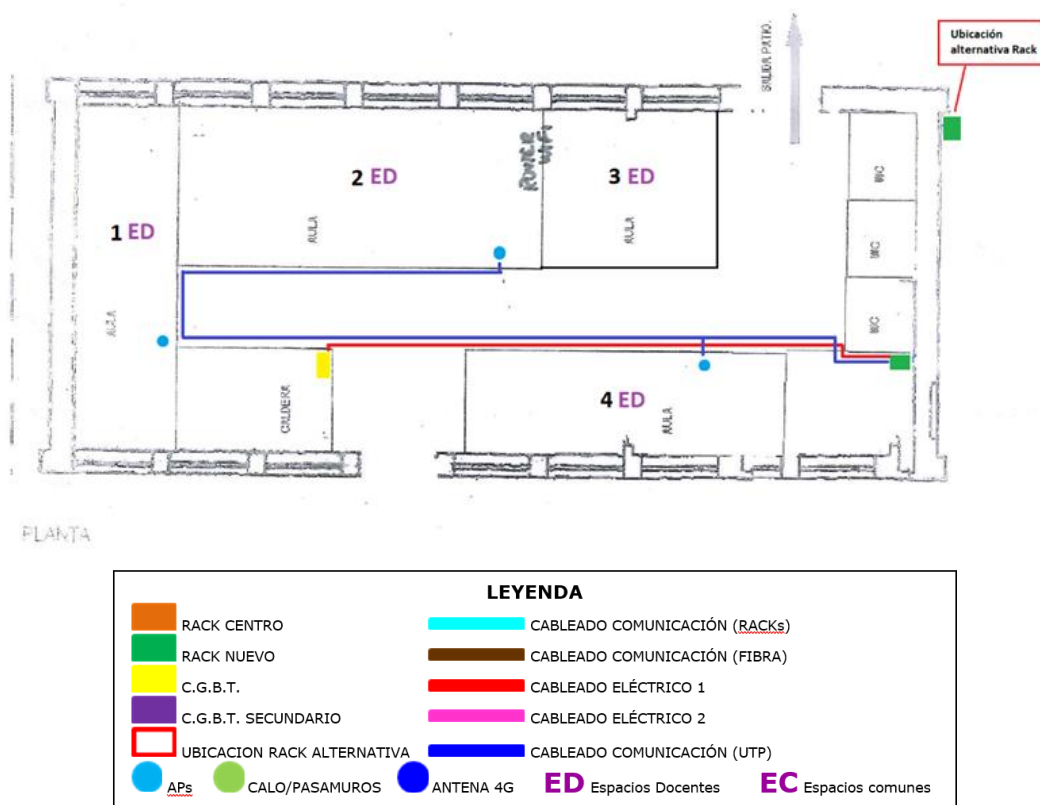 Ubicación
alternativa Rack
SALIDA PATIO.
2 ED
ROUTER
WIFI
3 ED
WC
1 ED
AULA
AULA
WC
AULA
WC
4 ED
CALDERA
AULA
PLANTA
LEYENDA
RACK CENTRO
CABLEADO COMUNICACIÓN (RACKs)
RACK NUEVO
CABLEADO COMUNICACIÓN (FIBRA)
C.G.B.T.
CABLEADO ELÉCTRICO 1
C.G.B.T. SECUNDARIO
CABLEADO ELÉCTRICO 2
UBICACION RACK ALTERNATIVA
CABLEADO COMUNICACIÓN (UTP)
APs
CALO/PASAMUROS
ANTENA 4G
ED Espacios Docentes
EC Espacios comunes